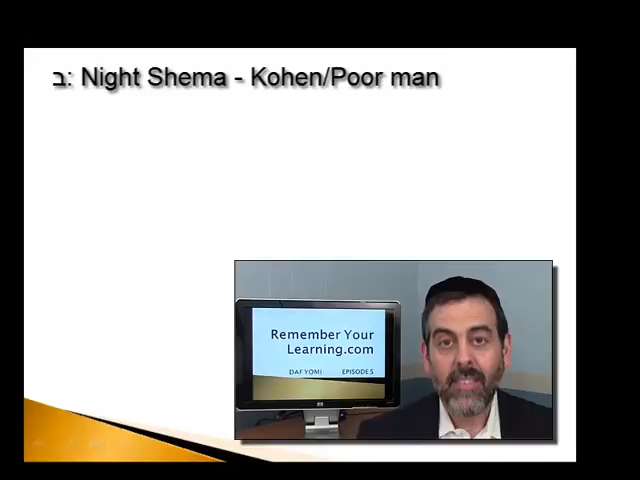 ב: Night Shema - Kohen/Poor man
Remember Your
Learning.com
DAF YOMI EPISODE 5